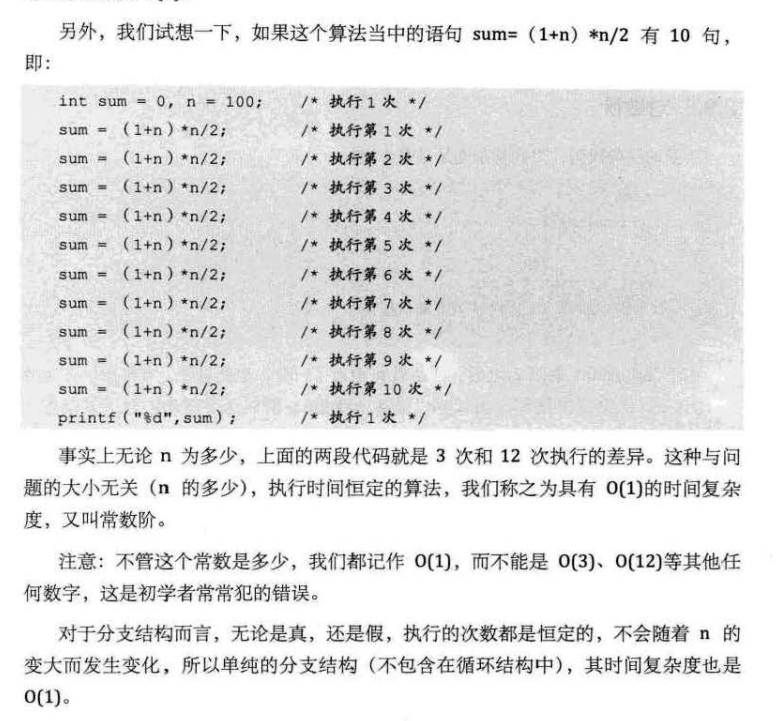 另外，我们试想一下，如果这个算法当中的语句 sum=（1+n）*n/2 有 10 句，
即：
int sum = 0, n = 100; /* 执行1次 */
sum = (1+n)*n/2; /* 执行第1次 */
sum = (1+n)*n/2; /* 执行第2次 */
sum = (1+n)*n/2; /* 执行第3次 */
sum = (1+n)*n/2; /* 执行第4次 */
sum = (1+n)*n/2; /* 执行第5次 */
sum = (1+n)*n/2; /* 执行第6次 */
sum = (1+n)*n/2; /* 执行第7次 */
sum = (1+n)*n/2; /* 执行第8次 */
sum = (1+n)*n/2; /* 执行第9次 */
sum = (1+n)*n/2; /* 执行第10次 */
printf("%d",sum); /* 执行1次 */
事实上无论 n 为多少，上面的两段代码就是 3 次和 12 次执行的差异。这种与问
题的大小无关（n 的多少），执行时间恒定的算法，我们称之为具有 O(1)的时间复杂
度，又叫常数阶。
注意：不管这个常数是多少，我们都记作 O(1)，而不能是 O(3)、O(12)等其他任
何数字，这是初学者常常犯的错误。
对于分支结构而言，无论是真，还是假，执行的次数都是恒定的，不会随着 n 的
变大而发生变化，所以单纯的分支结构（不包含在循环结构中），其时间复杂度也是
O(1)。